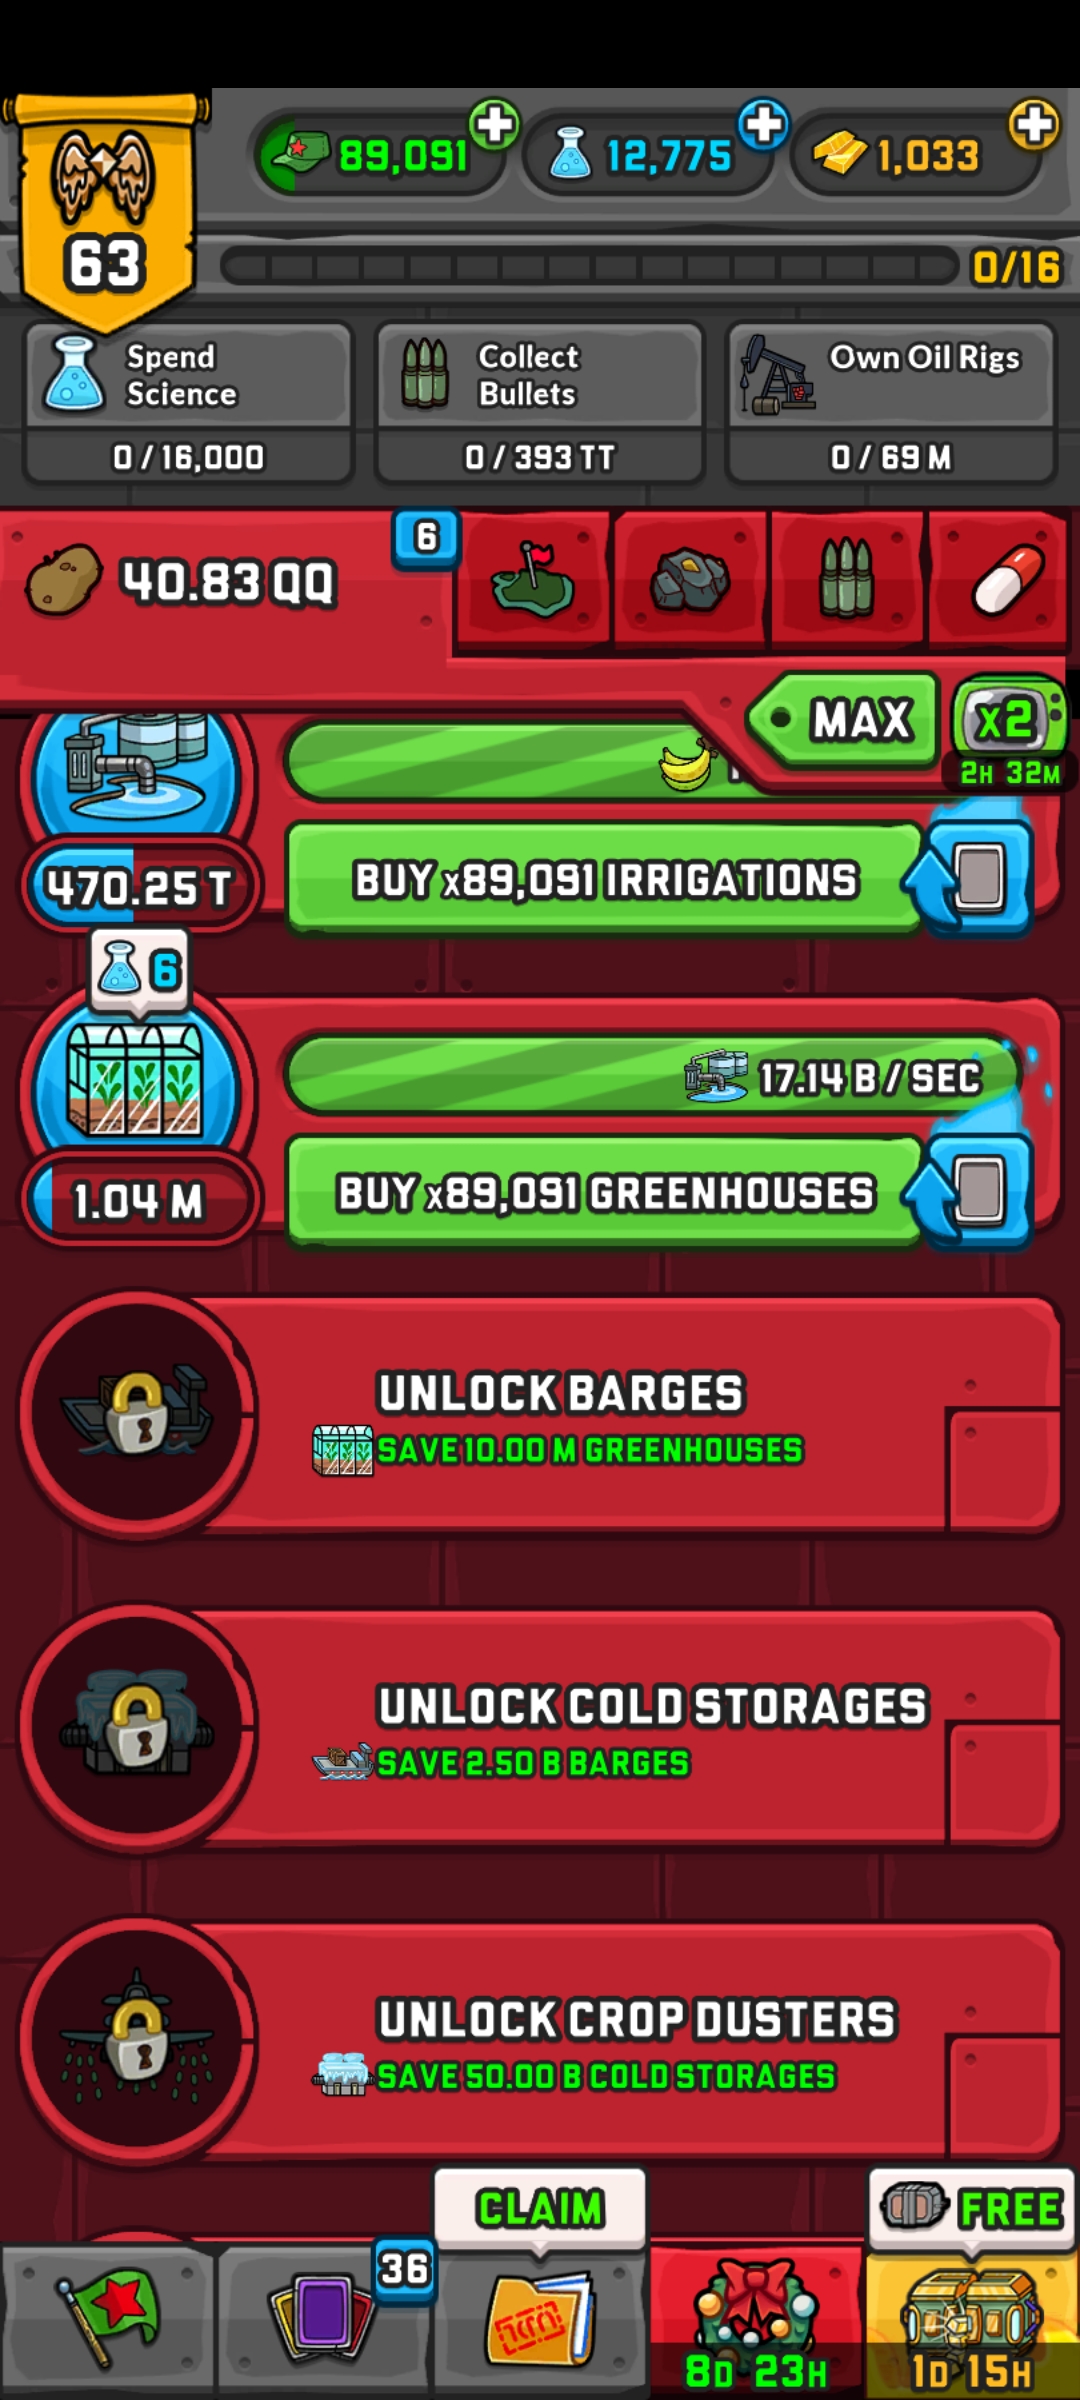 89,091
12,775
1,033
63
0/16
Spend
Science
0 / 16,000
Collect
Bullets
0 / 393 TT
Own Oil Rigs
0 / 69 M
40.83 QQ
6
MAX
X2
2H 32M
470.25 T
BUY x89,091 IRRIGATIONS
6
17.14 B / SEC
1.04 M
BUY x89,091 GREENHOUSES
UNLOCK BARGES
SAVE 10.00 M GREENHOUSES
UNLOCK COLD STORAGES
SAVE 2.50 B BARGES
UNLOCK CROP DUSTERS
SAVE 50.00 B COLD STORAGES
CLAIM
FREE
36
8D 23H
1D 15H